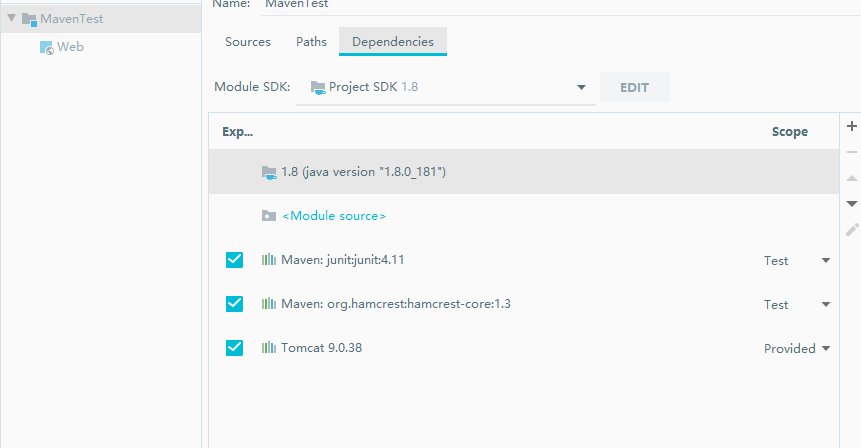 Name: MavenTest
MavenTest
Web
Sources Paths Dependencies
Module SDK: Project SDK 1.8 EDIT
Exp... Scope
1.8 (java version "1.8.0_181")
<Module source>
Maven: junit:junit:4.11 Test
Maven: org.hamcrest:hamcrest-core:1.3 Test
Tomcat 9.0.38 Provided